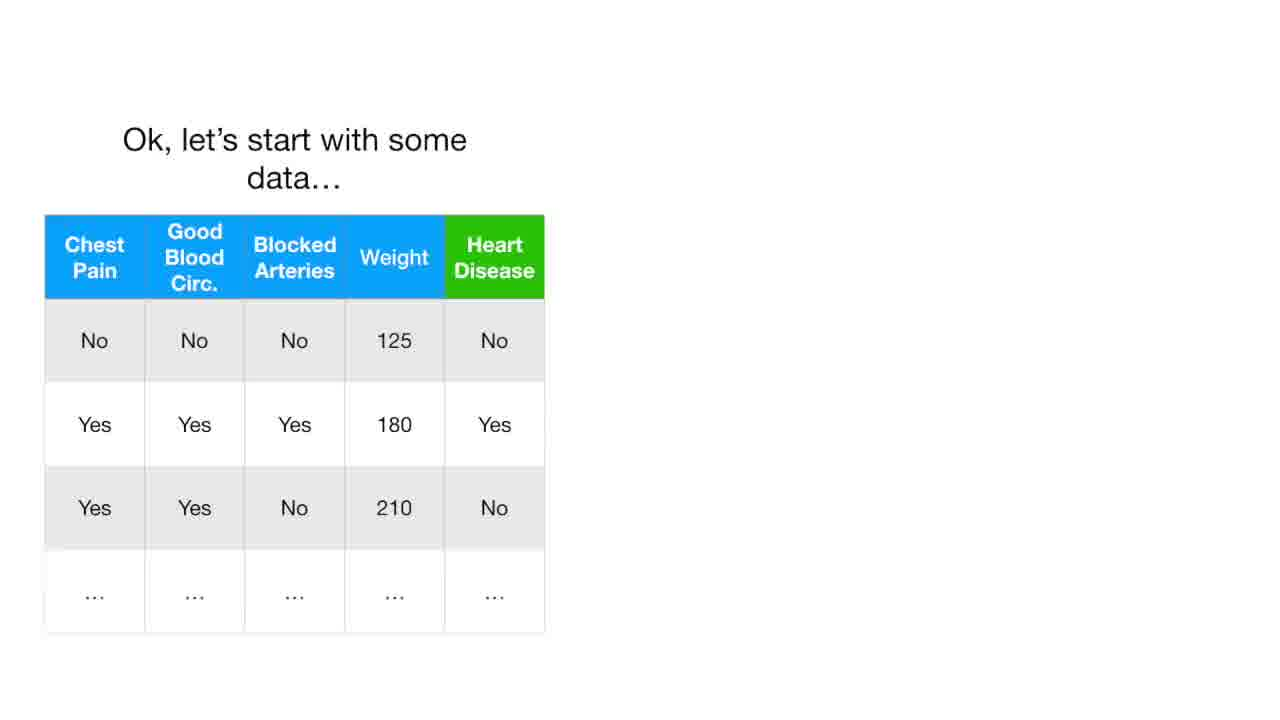 Ok, let's start with some
data…
Chest Pain Good Blood Circ. Blocked Arteries Weight Heart Disease
No No No 125 No
Yes Yes Yes 180 Yes
Yes Yes No 210 No
… … … … …